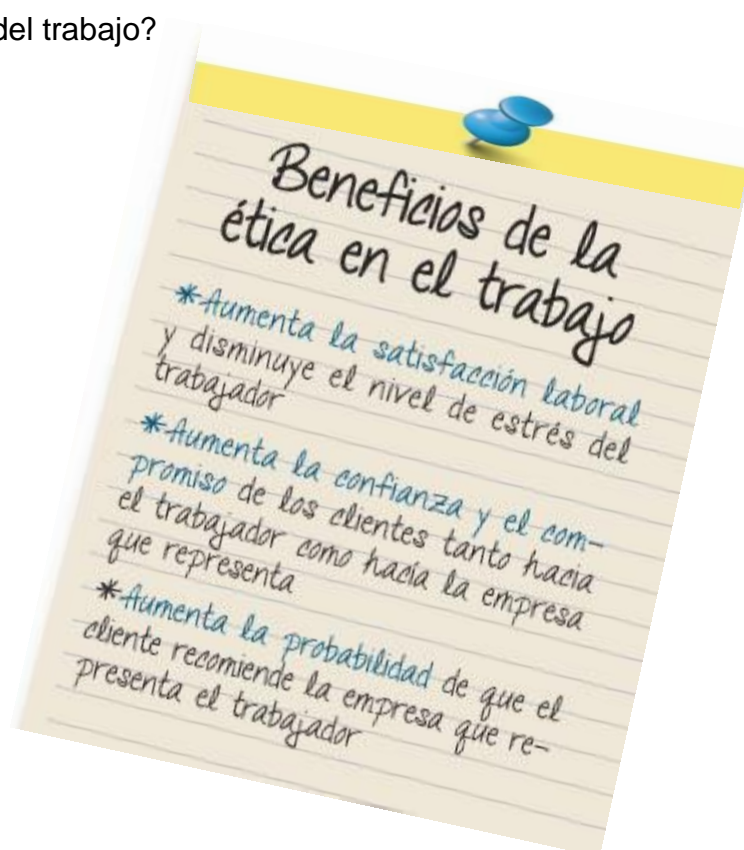 del trabajo?
Beneficios de la
ética en el trabajo
*Aumenta la satisfacción laboral
y disminuye el nivel de estrés del
trabajador
*Aumenta la confianza y el com-
promiso de los clientes tanto hacia
el trabajador como hacia la empresa
que representa
*Aumenta la probabilidad de que el
cliente recomiende la empresa que re-
presenta el trabajador